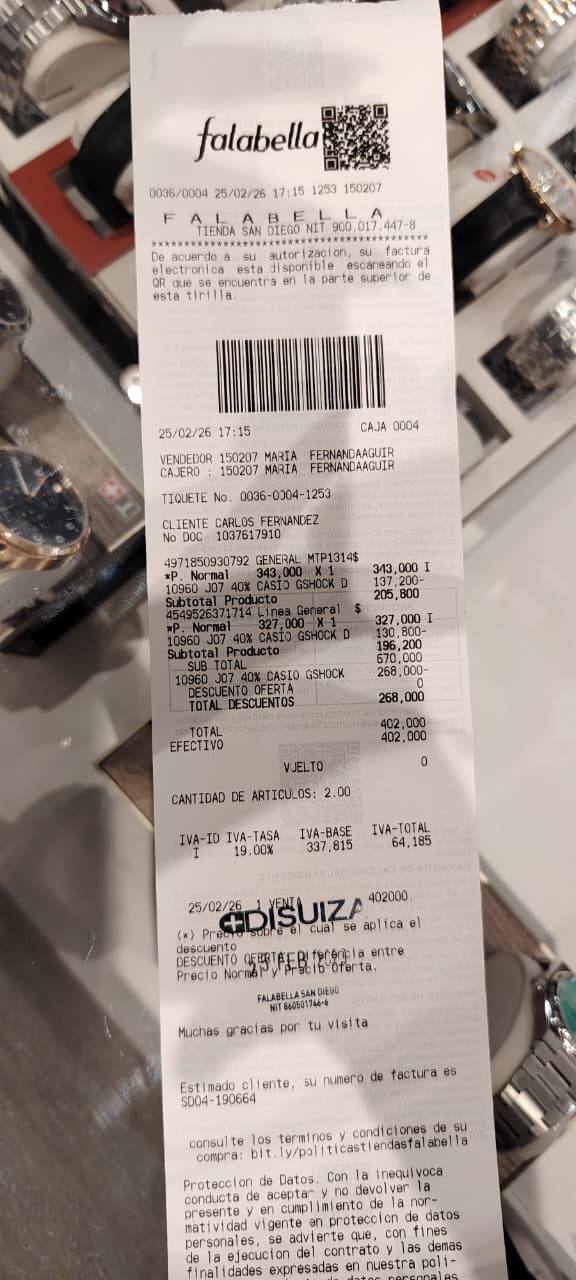 falabella
0036/0004 25/02/26 17:15 1253 150207
F A L A B E L L A
TIENDA SAN DIEGO NIT 900.017.447-8
****************************************
De acuerdo a su autorizacion, su factura
electronica esta disponible escaneando el
QR que se encuentra en la parte superior de
esta tirilla.
25/02/26 17:15 CAJA 0004
VENDEDOR 150207 MARIA FERNANDAAGUIR
CAJERO : 150207 MARIA FERNANDAAGUIR
TIQUETE No. 0036-0004-1253
CLIENTE CARLOS FERNANDEZ
No DOC 1037617910
4971850930792 GENERAL MTP1314$
*P. Normal 343,000 X 1 343,000 I
10960 J07 40% CASIO GSHOCK D 137,200-
Subtotal Producto 205,800
4549526371714 Linea General $
*P. Normal 327,000 X 1 327,000 I
10960 J07 40% CASIO GSHOCK D 130,800-
Subtotal Producto 196,200
SUB TOTAL 670,000
10960 J07 40% CASIO GSHOCK 268,000-
DESCUENTO OFERTA 0
TOTAL DESCUENTOS 268,000
TOTAL 402,000
EFECTIVO 402,000
VUELTO 0
CANTIDAD DE ARTICULOS: 2.00
IVA-ID IVA-TASA IVA-BASE IVA-TOTAL
I 19.00% 337,815 64,185
25/02/26 1 VENTA 402000.
DISUIZA
(*) Precio sobre el cual se aplica el
descuento
DESCUENTO OFERTA: Diferencia entre
Precio Normal y Precio Oferta.
FALABELLA SAN DIEGO
NIT 860501746-6
Muchas gracias por tu visita
Estimado cliente, su numero de factura es
SD04-190664
consulte los terminos y condiciones de su
compra: bit.ly/politicastiendasfalabella
Proteccion de Datos. Con la inequivoca
conducta de aceptar y no devolver la
presente y en cumplimiento de la nor-
matividad vigente en proteccion de datos
personales, se advierte que, con fines
de la ejecucion del contrato y las demas
finalidades expresadas en nuestra poli-
datos personales